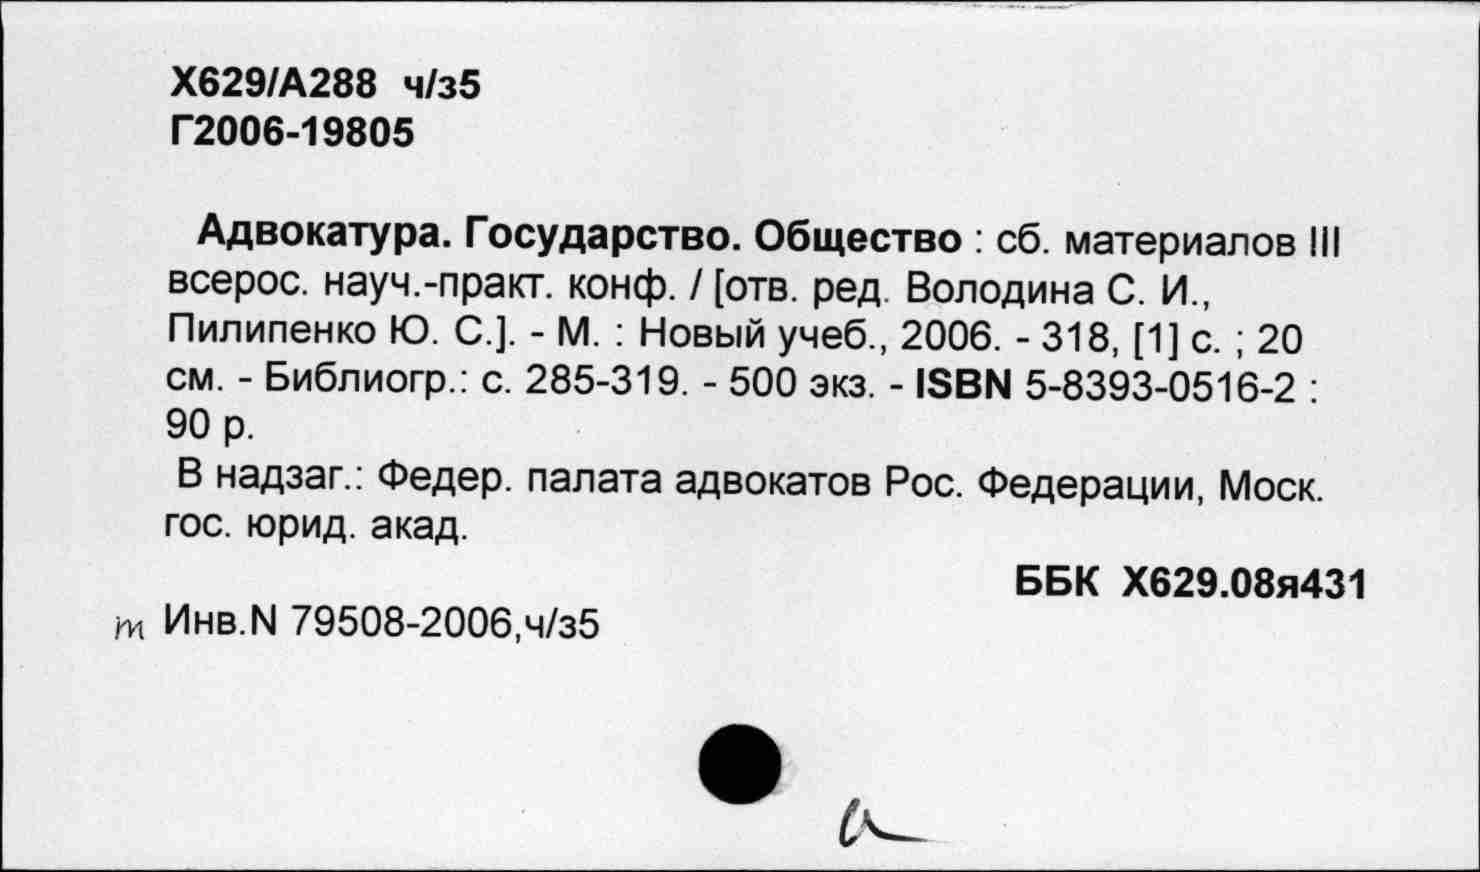 Х629/А288 ч/з5
Г2006-19805
Адвокатура. Государство. Общество : сб. материалов III
всерос. науч.-практ. конф. / [отв. ред. Володина С. И.,
Пилипенко Ю. С.]. - М. : Новый учеб., 2006. - 318, [1] с. ; 20
см. - Библиогр.: с. 285-319. - 500 экз. - ISBN 5-8393-0516-2 :
90 р.
В надзаг.: Федер. палата адвокатов Рос. Федерации, Моск.
гос. юрид. акад.
ББК Х629.08я431
Инв.N 79508-2006,ч/з5